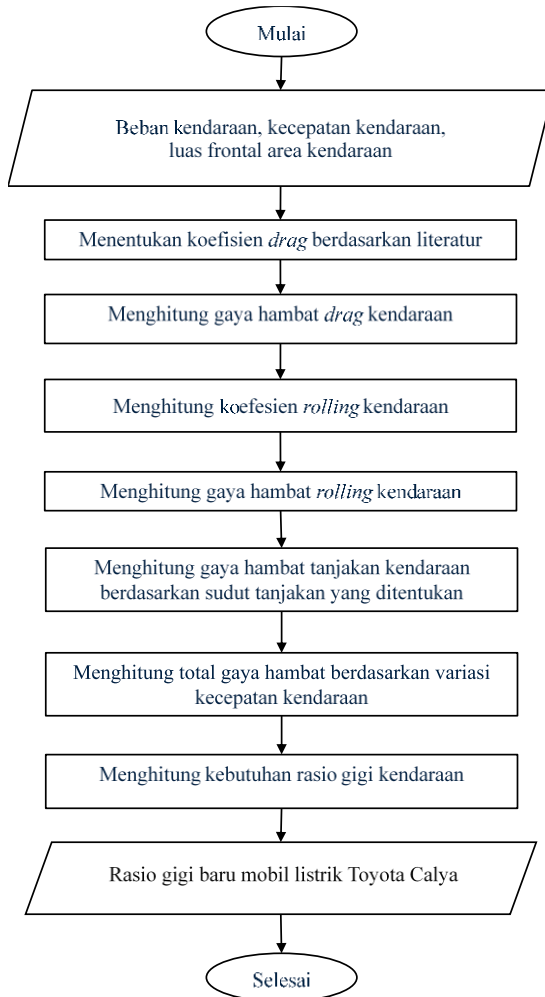 Mulai
Beban kendaraan, kecepatan kendaraan,
luas frontal area kendaraan
Menentukan koefisien drag berdasarkan literatur
Menghitung gaya hambat drag kendaraan
Menghitung koefesien rolling kendaraan
Menghitung gaya hambat rolling kendaraan
Menghitung gaya hambat tanjakan kendaraan
berdasarkan sudut tanjakan yang ditentukan
Menghitung total gaya hambat berdasarkan variasi
kecepatan kendaraan
Menghitung kebutuhan rasio gigi kendaraan
Rasio gigi baru mobil listrik Toyota Calya
Selesai